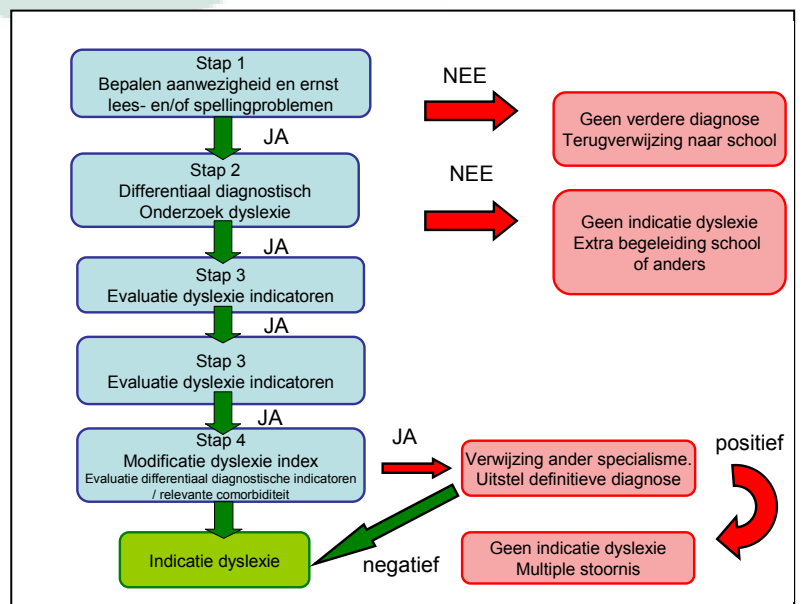 Stap 1
Bepalen aanwezigheid en ernst
lees- en/of spellingproblemen
NEE
Geen verdere diagnose
Terugverwijzing naar school
JA
Stap 2
Differentiaal diagnostisch
Onderzoek dyslexie
NEE
Geen indicatie dyslexie
Extra begeleiding school
of anders
JA
Stap 3
Evaluatie dyslexie indicatoren
JA
Stap 3
Evaluatie dyslexie indicatoren
JA
Stap 4
Modificatie dyslexie index
Evaluatie differentiaal diagnostische indicatoren
/ relevante comorbiditeit
JA
Verwijzing ander specialisme.
Uitstel definitieve diagnose
positief
Indicatie dyslexie
negatief
Geen indicatie dyslexie
Multiple stoornis